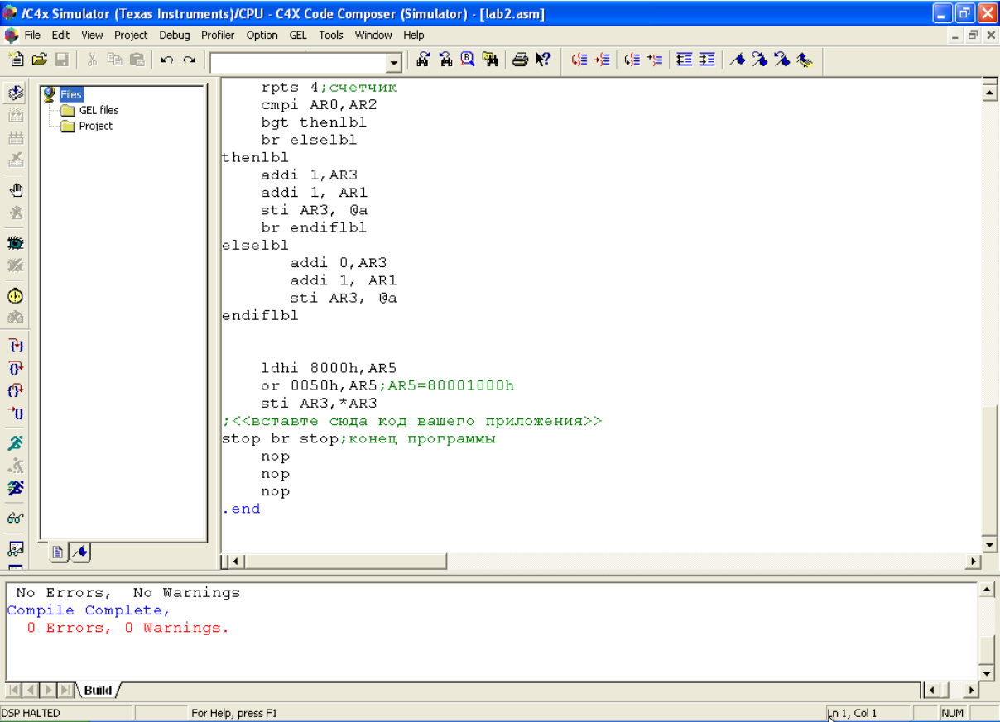 /C4x Simulator (Texas Instruments)/CPU - C4X Code Composer (Simulator) - [lab2.asm]
File Edit View Project Debug Profiler Option GEL Tools Window Help
Files
GEL files
Project
rpts 4;счетчик
cmpi AR0,AR2
bgt thenlbl
br elselbl
thenlbl
addi 1,AR3
addi 1, AR1
sti AR3, @a
br endiflbl
elselbl
addi 0,AR3
addi 1, AR1
sti AR3, @a
endiflbl
ldhi 8000h,AR5
or 0050h,AR5;AR5=80001000h
sti AR3,*AR3
;<<вставте сюда код вашего приложения>>
stop br stop;конец программы
nop
nop
nop
.end
No Errors, No Warnings
Compile Complete,
0 Errors, 0 Warnings.
Build
DSP HALTED
For Help, press F1
Ln 1, Col 1
NUM